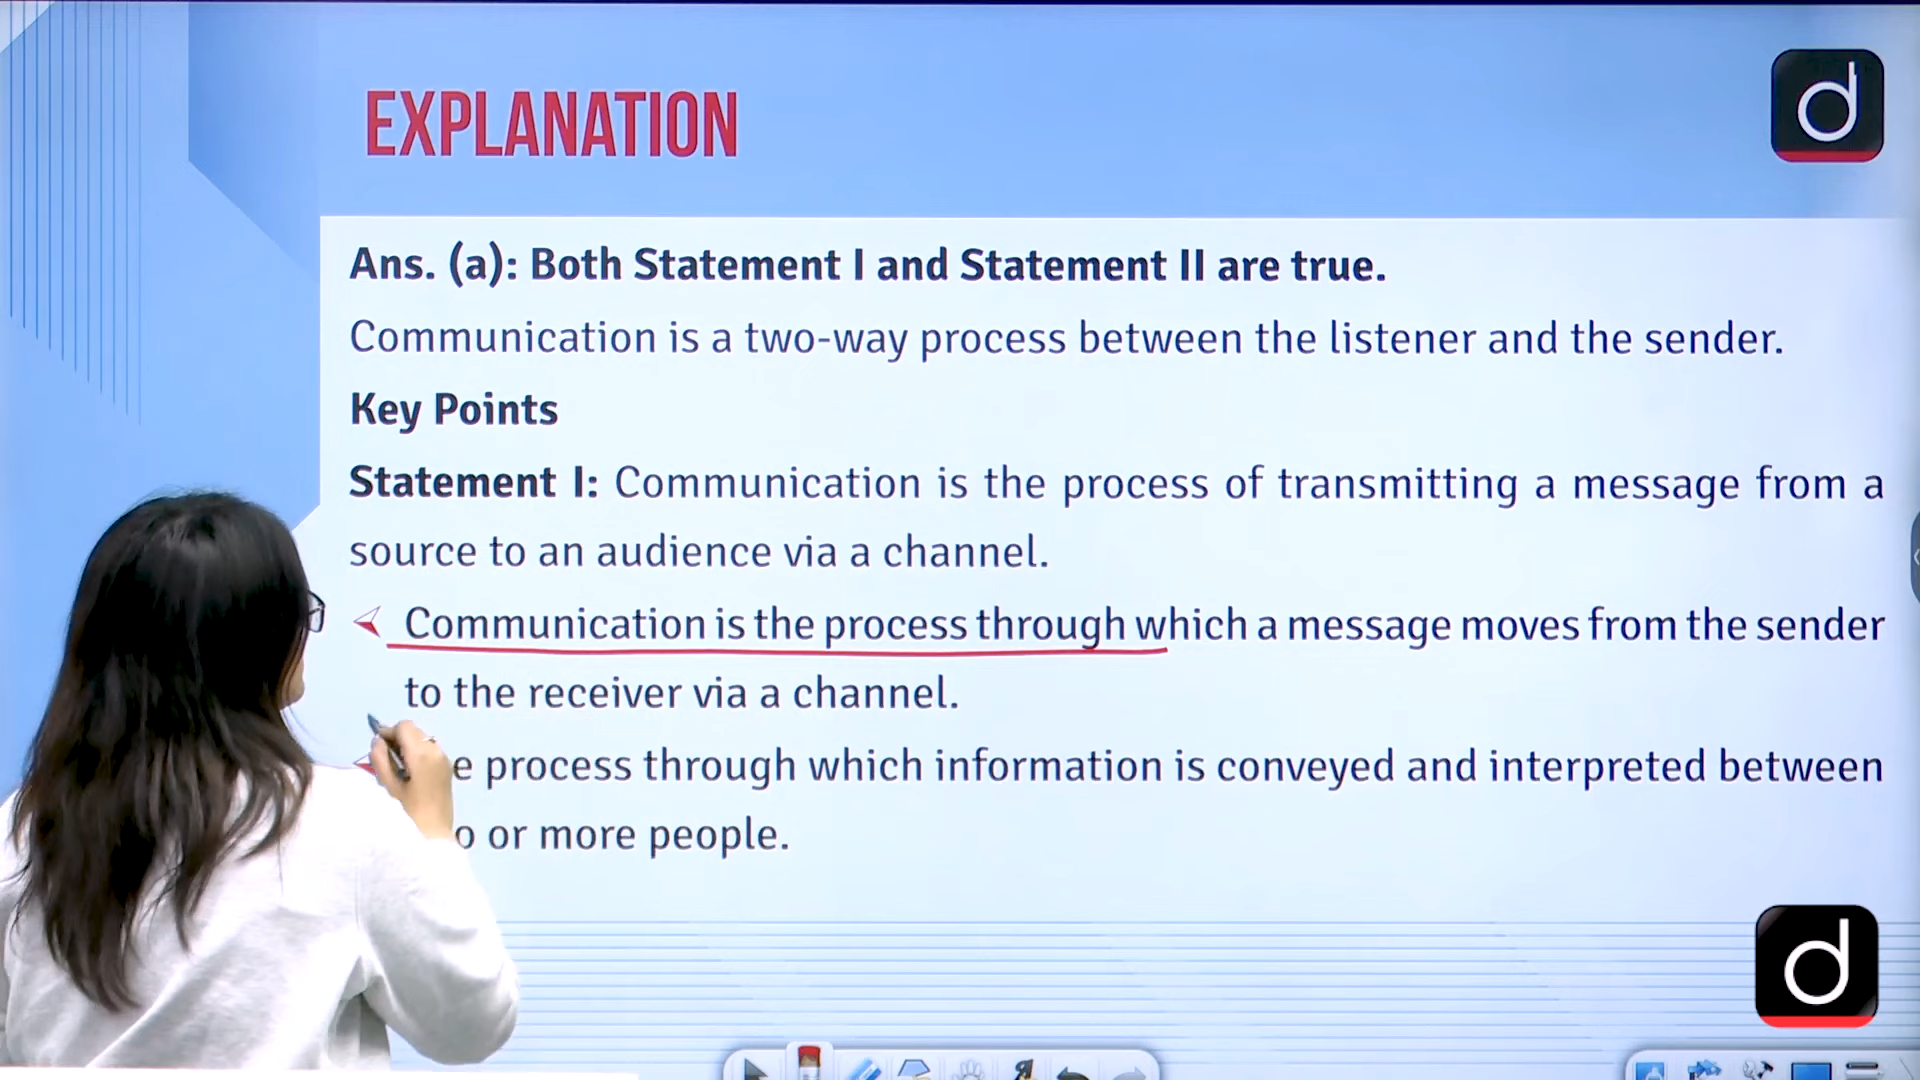 EXPLANATION
d
Ans. (a): Both Statement I and Statement II are true.
Communication is a two-way process between the listener and the sender.
Key Points
Statement I: Communication is the process of transmitting a message from a
source to an audience via a channel.
Communication is the process through which a message moves from the sender
to the receiver via a channel.
process through which information is conveyed and interpreted between
or more people.
d